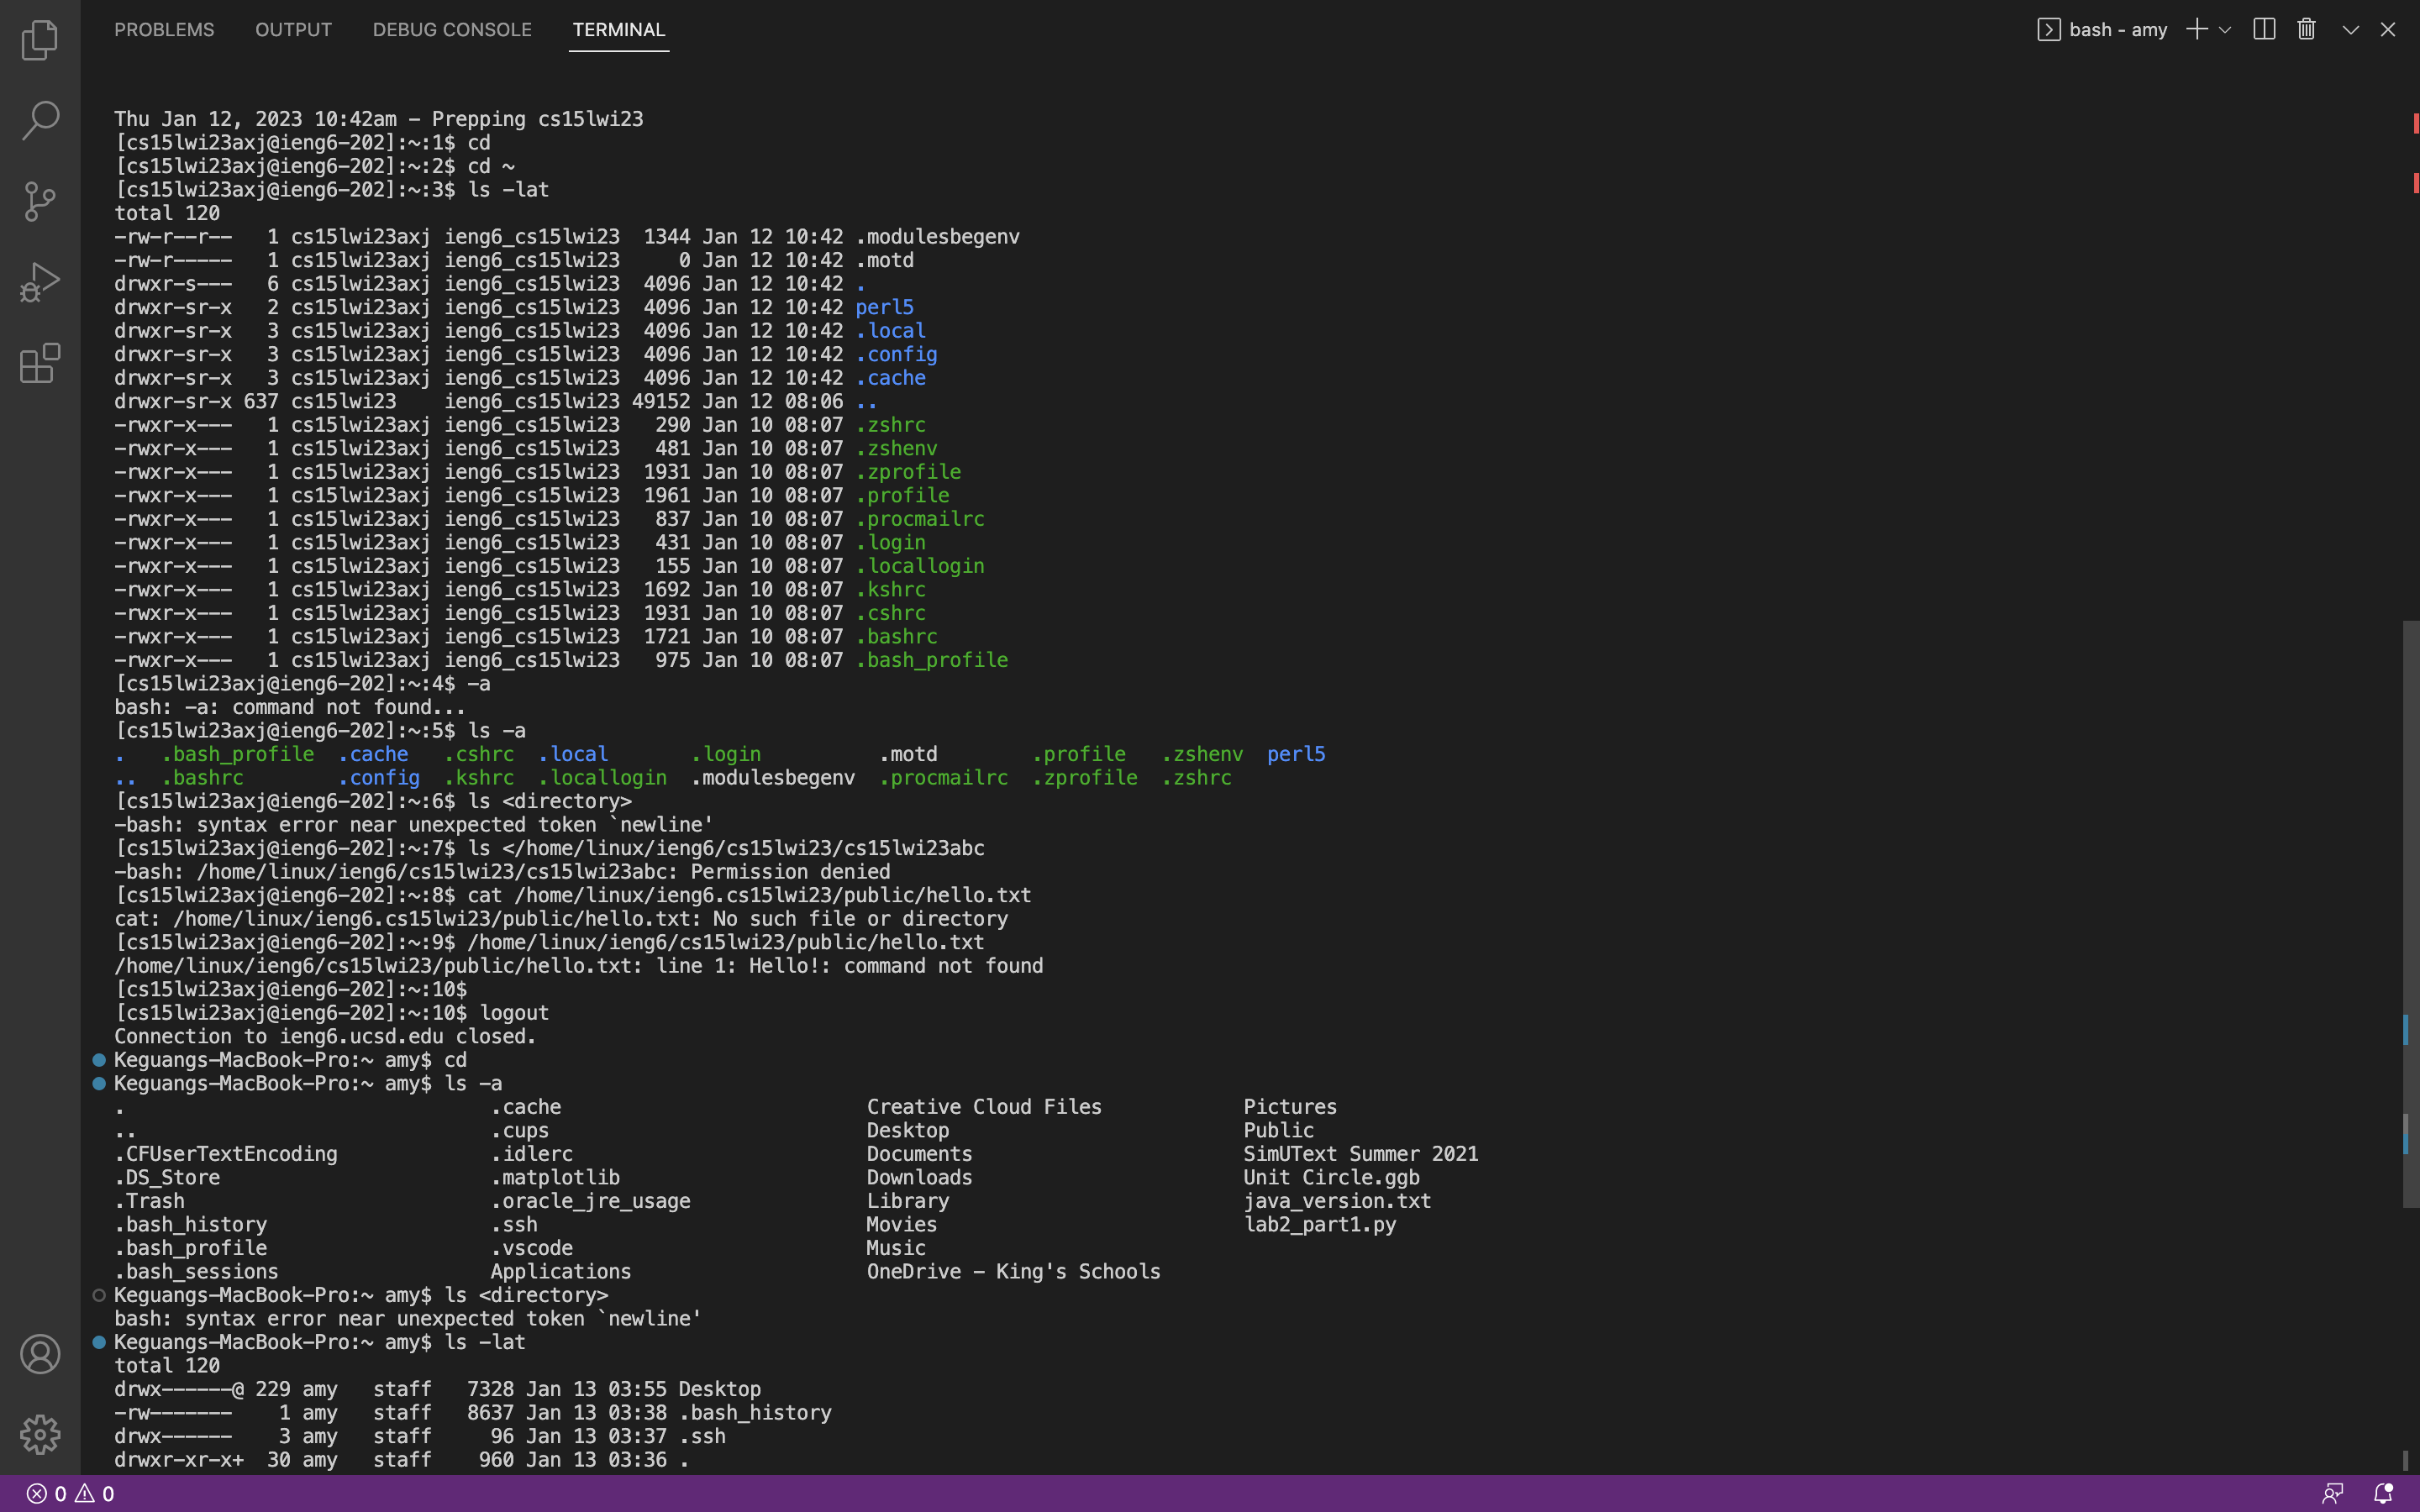 PROBLEMS OUTPUT DEBUG CONSOLE TERMINAL bash - amy
Thu Jan 12, 2023 10:42am - Prepping cs15lwi23
[cs15lwi23axj@ieng6-202]:~:1$ cd
[cs15lwi23axj@ieng6-202]:~:2$ cd ~
[cs15lwi23axj@ieng6-202]:~:3$ ls -lat
total 120
-rw-r--r--   1 cs15lwi23axj ieng6_cs15lwi23  1344 Jan 12 10:42 .modulesbegenv
-rw-r-----   1 cs15lwi23axj ieng6_cs15lwi23     0 Jan 12 10:42 .motd
drwxr-s---   6 cs15lwi23axj ieng6_cs15lwi23  4096 Jan 12 10:42 .
drwxr-sr-x   2 cs15lwi23axj ieng6_cs15lwi23  4096 Jan 12 10:42 perl5
drwxr-sr-x   3 cs15lwi23axj ieng6_cs15lwi23  4096 Jan 12 10:42 .local
drwxr-sr-x   3 cs15lwi23axj ieng6_cs15lwi23  4096 Jan 12 10:42 .config
drwxr-sr-x   3 cs15lwi23axj ieng6_cs15lwi23  4096 Jan 12 10:42 .cache
drwxr-sr-x 637 cs15lwi23    ieng6_cs15lwi23 49152 Jan 12 08:06 ..
-rwxr-x---   1 cs15lwi23axj ieng6_cs15lwi23   290 Jan 10 08:07 .zshrc
-rwxr-x---   1 cs15lwi23axj ieng6_cs15lwi23   481 Jan 10 08:07 .zshenv
-rwxr-x---   1 cs15lwi23axj ieng6_cs15lwi23  1931 Jan 10 08:07 .zprofile
-rwxr-x---   1 cs15lwi23axj ieng6_cs15lwi23  1961 Jan 10 08:07 .profile
-rwxr-x---   1 cs15lwi23axj ieng6_cs15lwi23   837 Jan 10 08:07 .procmailrc
-rwxr-x---   1 cs15lwi23axj ieng6_cs15lwi23   431 Jan 10 08:07 .login
-rwxr-x---   1 cs15lwi23axj ieng6_cs15lwi23   155 Jan 10 08:07 .locallogin
-rwxr-x---   1 cs15lwi23axj ieng6_cs15lwi23  1692 Jan 10 08:07 .kshrc
-rwxr-x---   1 cs15lwi23axj ieng6_cs15lwi23  1931 Jan 10 08:07 .cshrc
-rwxr-x---   1 cs15lwi23axj ieng6_cs15lwi23  1721 Jan 10 08:07 .bashrc
-rwxr-x---   1 cs15lwi23axj ieng6_cs15lwi23   975 Jan 10 08:07 .bash_profile
[cs15lwi23axj@ieng6-202]:~:4$ -a
bash: -a: command not found...
[cs15lwi23axj@ieng6-202]:~:5$ ls -a
.   .bash_profile  .cache   .cshrc  .local       .login          .motd        .profile   .zshenv  perl5
..  .bashrc        .config  .kshrc  .locallogin  .modulesbegenv  .procmailrc  .zprofile  .zshrc
[cs15lwi23axj@ieng6-202]:~:6$ ls <directory>
-bash: syntax error near unexpected token `newline'
[cs15lwi23axj@ieng6-202]:~:7$ ls </home/linux/ieng6/cs15lwi23/cs15lwi23abc
-bash: /home/linux/ieng6/cs15lwi23/cs15lwi23abc: Permission denied
[cs15lwi23axj@ieng6-202]:~:8$ cat /home/linux/ieng6.cs15lwi23/public/hello.txt
cat: /home/linux/ieng6.cs15lwi23/public/hello.txt: No such file or directory
[cs15lwi23axj@ieng6-202]:~:9$ /home/linux/ieng6/cs15lwi23/public/hello.txt
/home/linux/ieng6/cs15lwi23/public/hello.txt: line 1: Hello!: command not found
[cs15lwi23axj@ieng6-202]:~:10$
[cs15lwi23axj@ieng6-202]:~:10$ logout
Connection to ieng6.ucsd.edu closed.
Keguangs-MacBook-Pro:~ amy$ cd
Keguangs-MacBook-Pro:~ amy$ ls -a
.                       .cache                  Creative Cloud Files    Pictures
..                      .cups                   Desktop                 Public
.CFUserTextEncoding     .idlerc                 Documents               SimUText Summer 2021
.DS_Store               .matplotlib             Downloads               Unit Circle.ggb
.Trash                  .oracle_jre_usage       Library                 java_version.txt
.bash_history           .ssh                    Movies                  lab2_part1.py
.bash_profile           .vscode                 Music
.bash_sessions          Applications            OneDrive - King's Schools
Keguangs-MacBook-Pro:~ amy$ ls <directory>
bash: syntax error near unexpected token `newline'
Keguangs-MacBook-Pro:~ amy$ ls -lat
total 120
drwx------@ 229 amy   staff   7328 Jan 13 03:55 Desktop
-rw-------    1 amy   staff   8637 Jan 13 03:38 .bash_history
drwx------    3 amy   staff     96 Jan 13 03:37 .ssh
drwxr-xr-x+  30 amy   staff    960 Jan 13 03:36 .
0 0